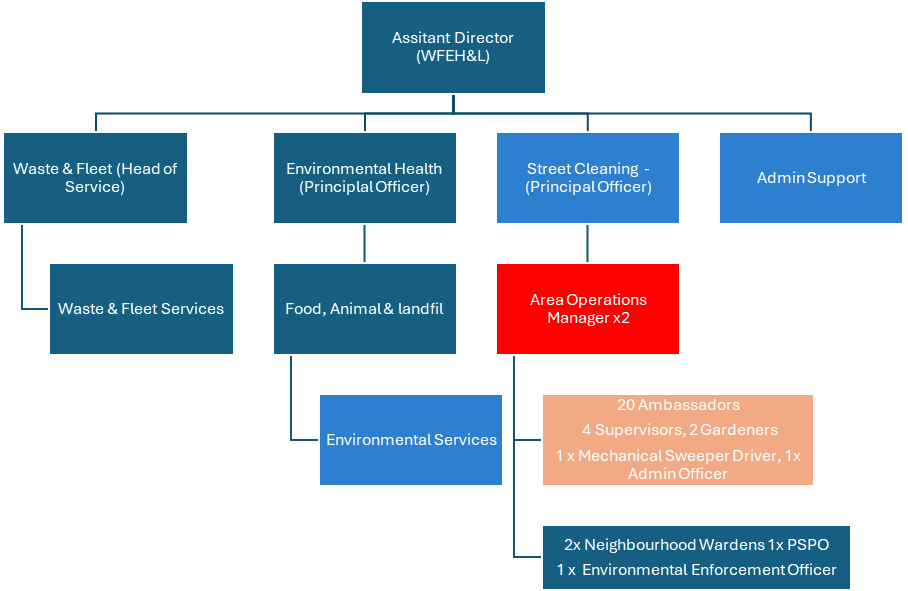 Assitant Director
(WFEH&L)
Waste & Fleet (Head of
Service)
Environmental Health
(Principlal Officer)
Street Cleaning -
(Principal Officer)
Admin Support
Waste & Fleet Services
Food, Animal & landfil
Area Operations
Manager x2
Environmental Services
20 Ambassadors
4 Supervisors, 2 Gardeners
1 x Mechanical Sweeper Driver, 1x
Admin Officer
2x Neighbourhood Wardens 1x PSPO
1 x Environmental Enforcement Officer